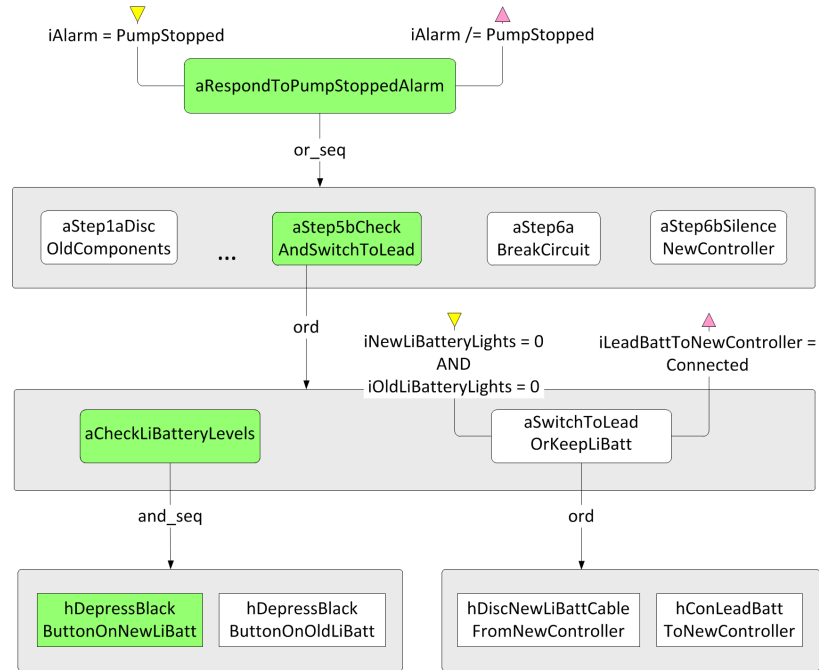 iAlarm = PumpStopped
iAlarm /= PumpStopped
aRespondToPumpStoppedAlarm
or_seq
aStep1aDisc
OldComponents
...
aStep5bCheck
AndSwitchToLead
aStep6a
BreakCircuit
aStep6bSilence
NewController
ord
iNewLiBatteryLights = 0
AND
iOldLiBatteryLights = 0
iLeadBattToNewController =
Connected
aCheckLiBatteryLevels
aSwitchToLead
OrKeepLiBatt
and_seq
ord
hDepressBlack
ButtonOnNewLiBatt
hDepressBlack
ButtonOnOldLiBatt
hDiscNewLiBattCable
FromNewController
hConLeadBatt
ToNewController